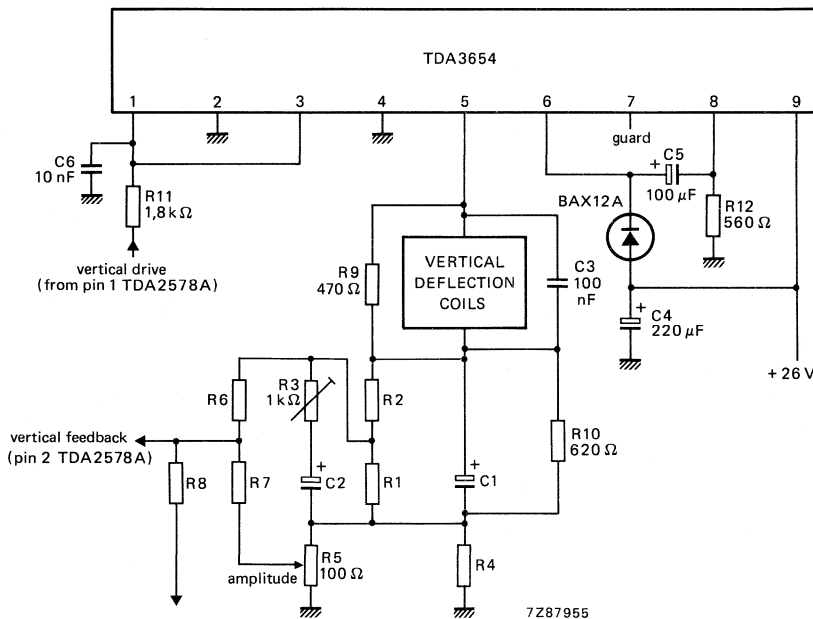 TDA3654
1 2 3 4 5 6 7 8 9
guard
C6
10 nF
R11
1,8 kΩ
vertical drive
(from pin 1 TDA2578A)
+ C5
100 μF
BAX12A
R12
560 Ω
R9
470 Ω
VERTICAL
DEFLECTION
COILS
C3
100
nF
+
C4
220 μF
+ 26 V
R6
R3
1 kΩ
R2
vertical feedback
(pin 2 TDA2578A)
R10
620 Ω
R8
R7
+
C2
R1
+
C1
amplitude
R5
100 Ω
R4
7Z87955